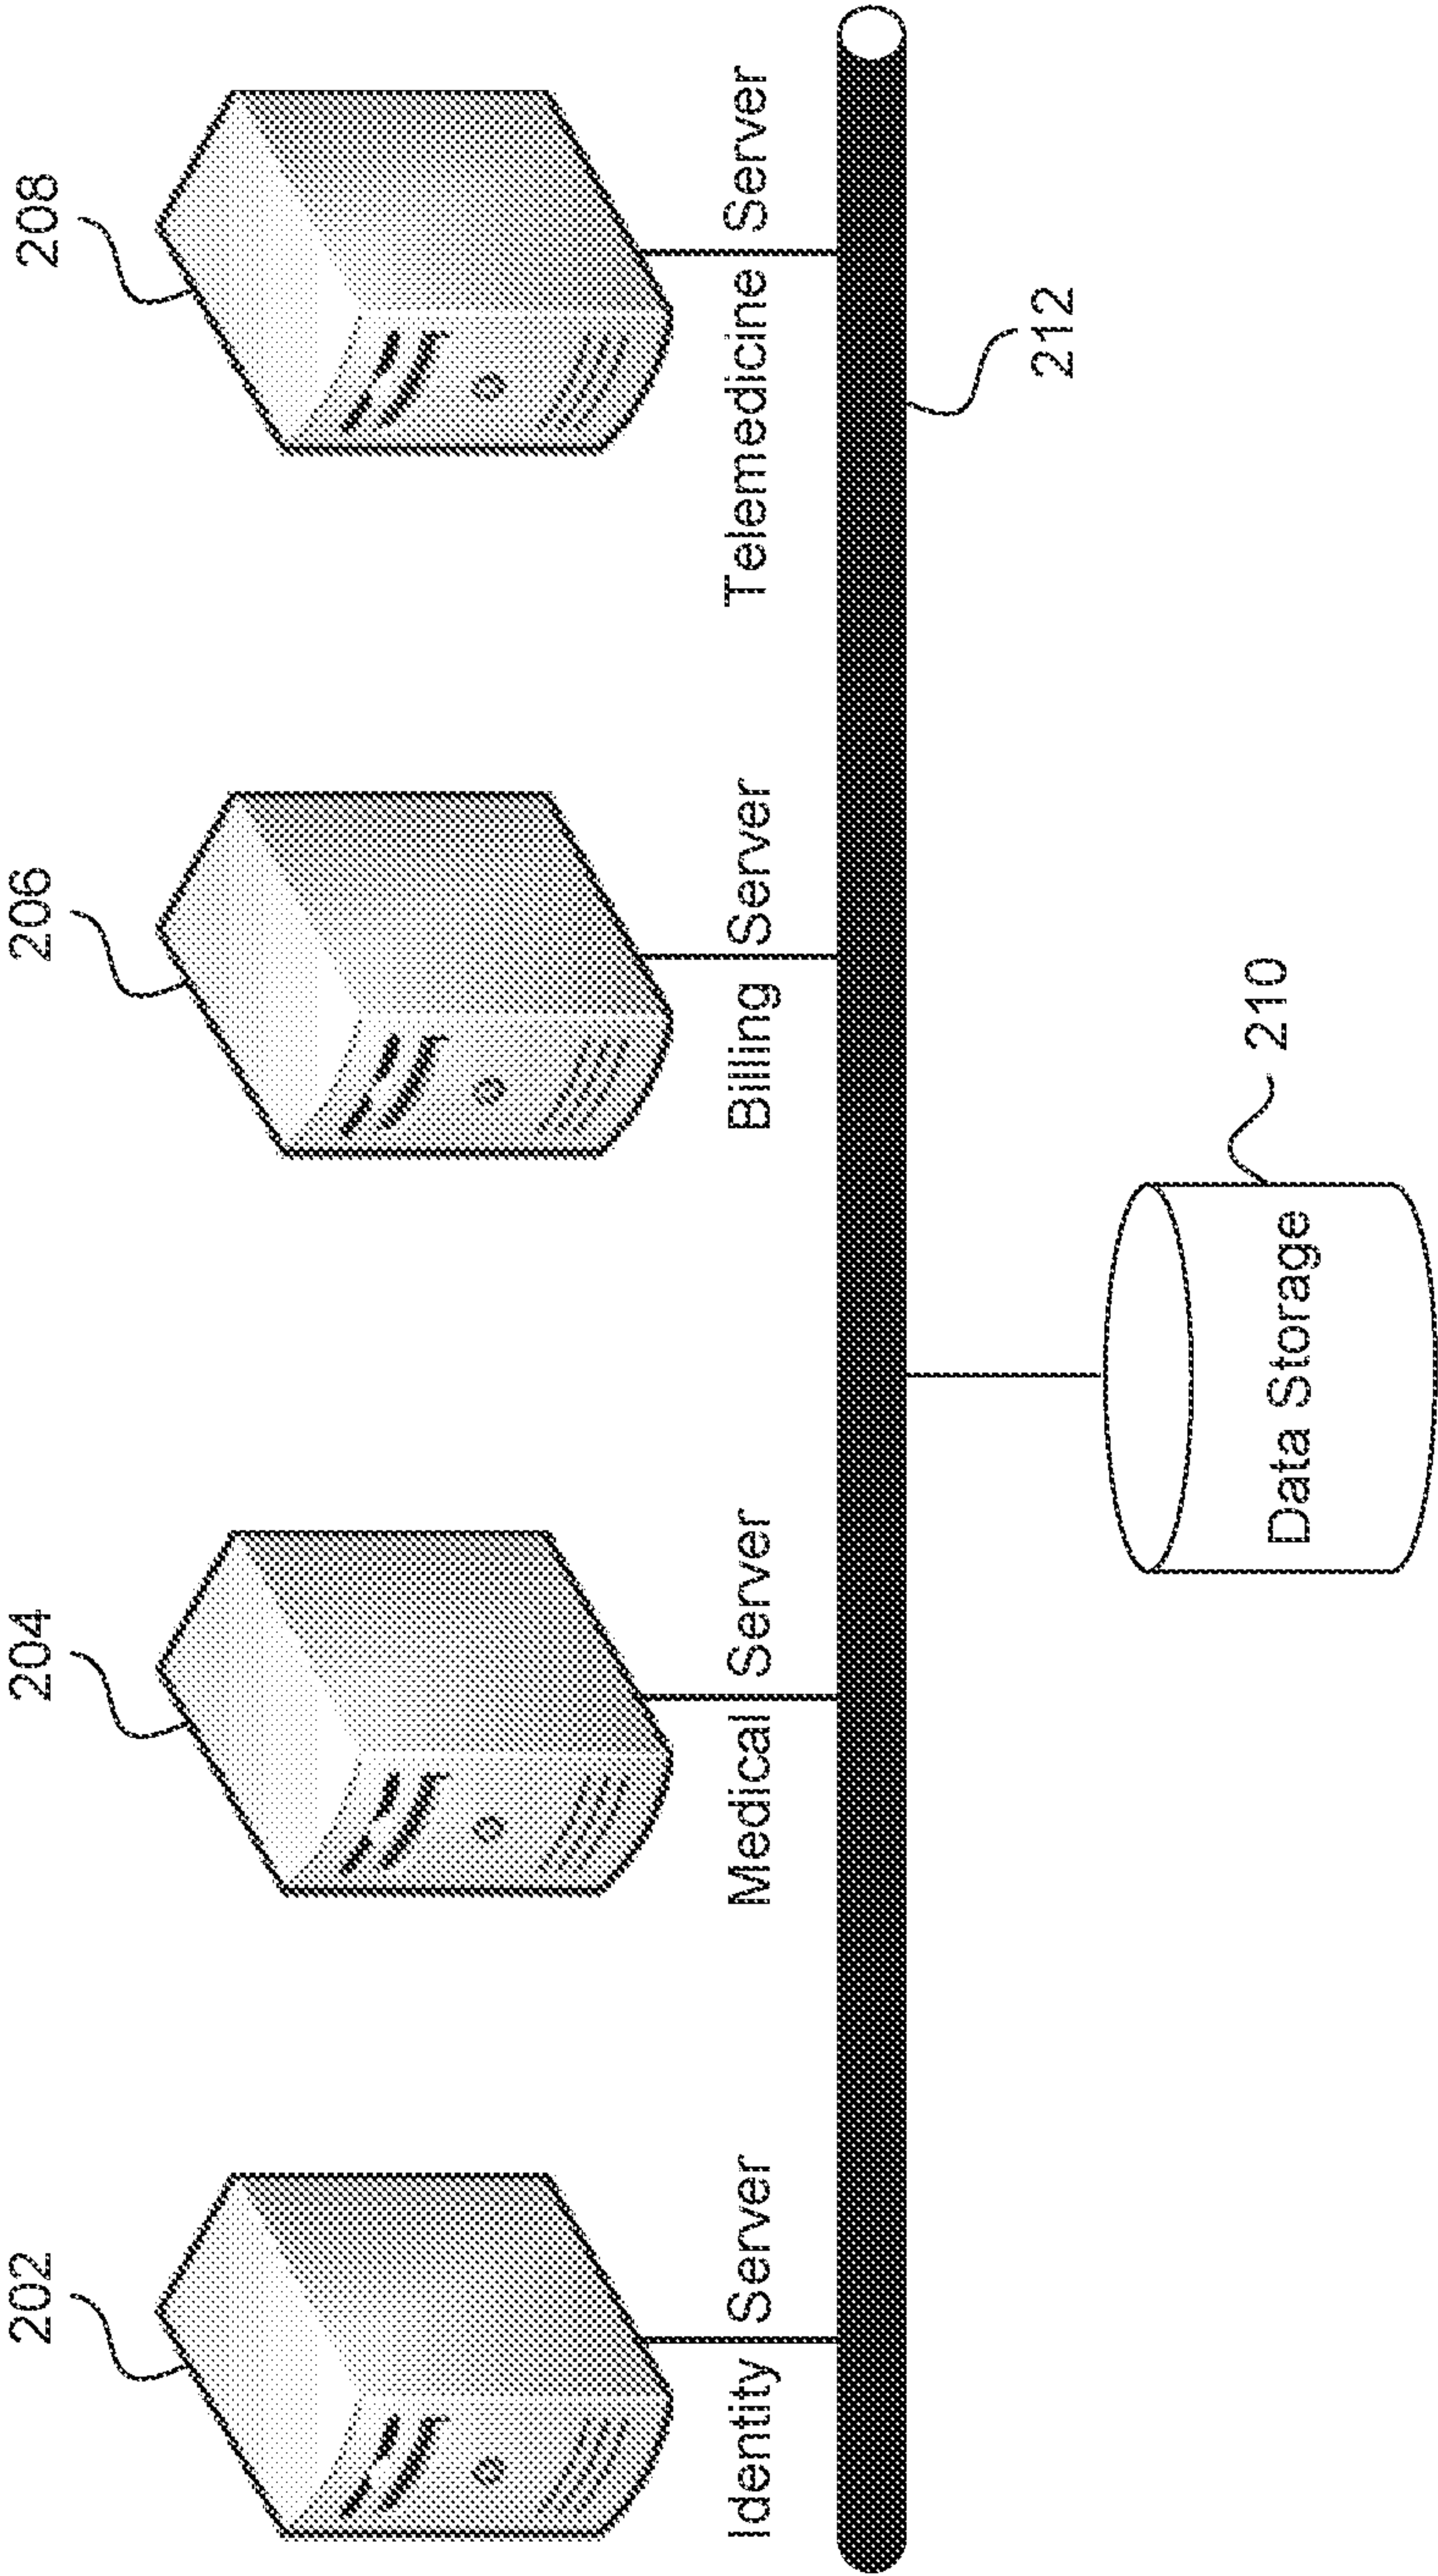 202
204
206
208
Identity Server
Medical Server
Billing Server
Telemedicine Server
212
210
Data Storage